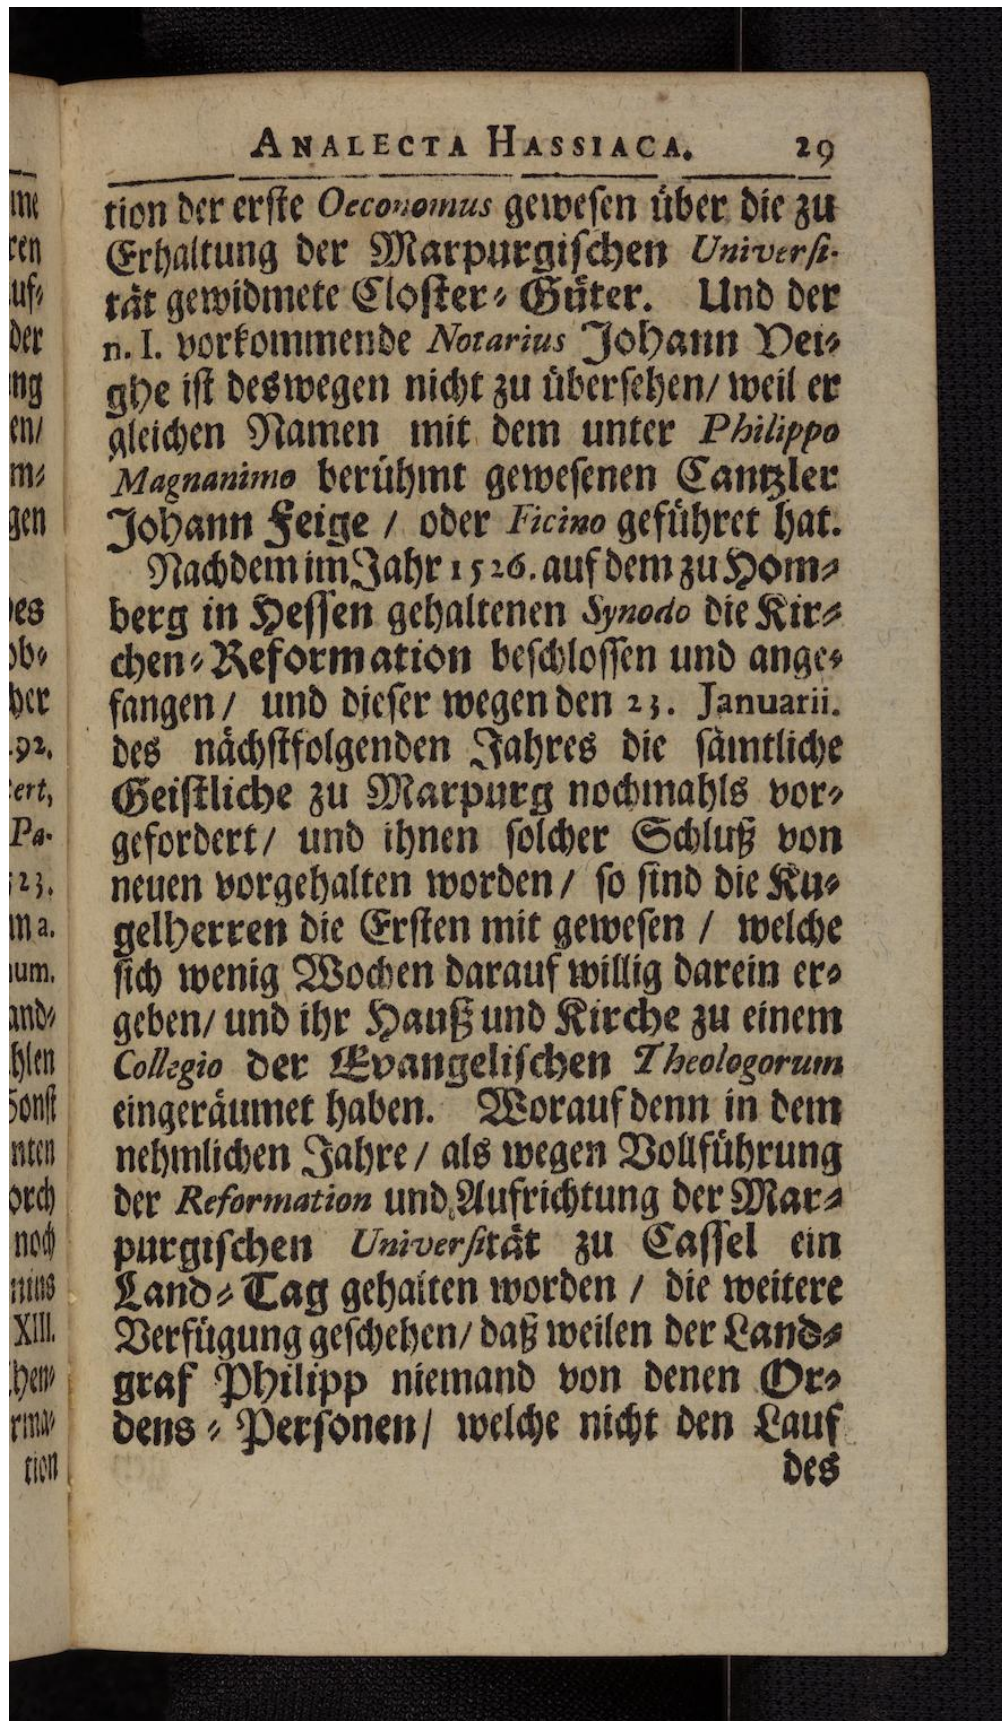 ANALECTA HASSIACA. 29
tion der erste Oeconomus gewesen über die zu
Erhaltung der Marpurgischen Universi-
tät gewidmete Closter-Güter. Und der
n. I. vorkommende Notarius Johann Vei-
ghe ist deswegen nicht zu übersehen/ weil er
gleichen Namen mit dem unter Philippo
Magnanimo berühmt gewesenen Cantzler
Johann Feige / oder Ficino geführet hat.
Nachdem im Jahr 1526. auf dem zu Hom-
berg in Hessen gehaltenen Synodo die Kir-
chen-Reformation beschlossen und ange-
fangen/ und dieser wegen den 23. Januarii.
des nächstfolgenden Jahres die sämtliche
Geistliche zu Marpurg nochmahls vor-
gefordert/ und ihnen solcher Schluß von
neuen vorgehalten worden/ so sind die Ku-
gelherren die Ersten mit gewesen / welche
sich wenig Wochen darauf willig darein er-
geben/ und ihr Hauß und Kirche zu einem
Collegio der Evangelischen Theologorum
eingeräumet haben. Worauf denn in dem
nehmlichen Jahre/ als wegen Vollführung
der Reformation und Aufrichtung der Mar-
purgischen Universität zu Cassel ein
Land-Tag gehalten worden / die weitere
Verfügung geschehen/ daß weilen der Land-
graf Philipp niemand von denen Or-
dens-Personen/ welche nicht den Lauf
des